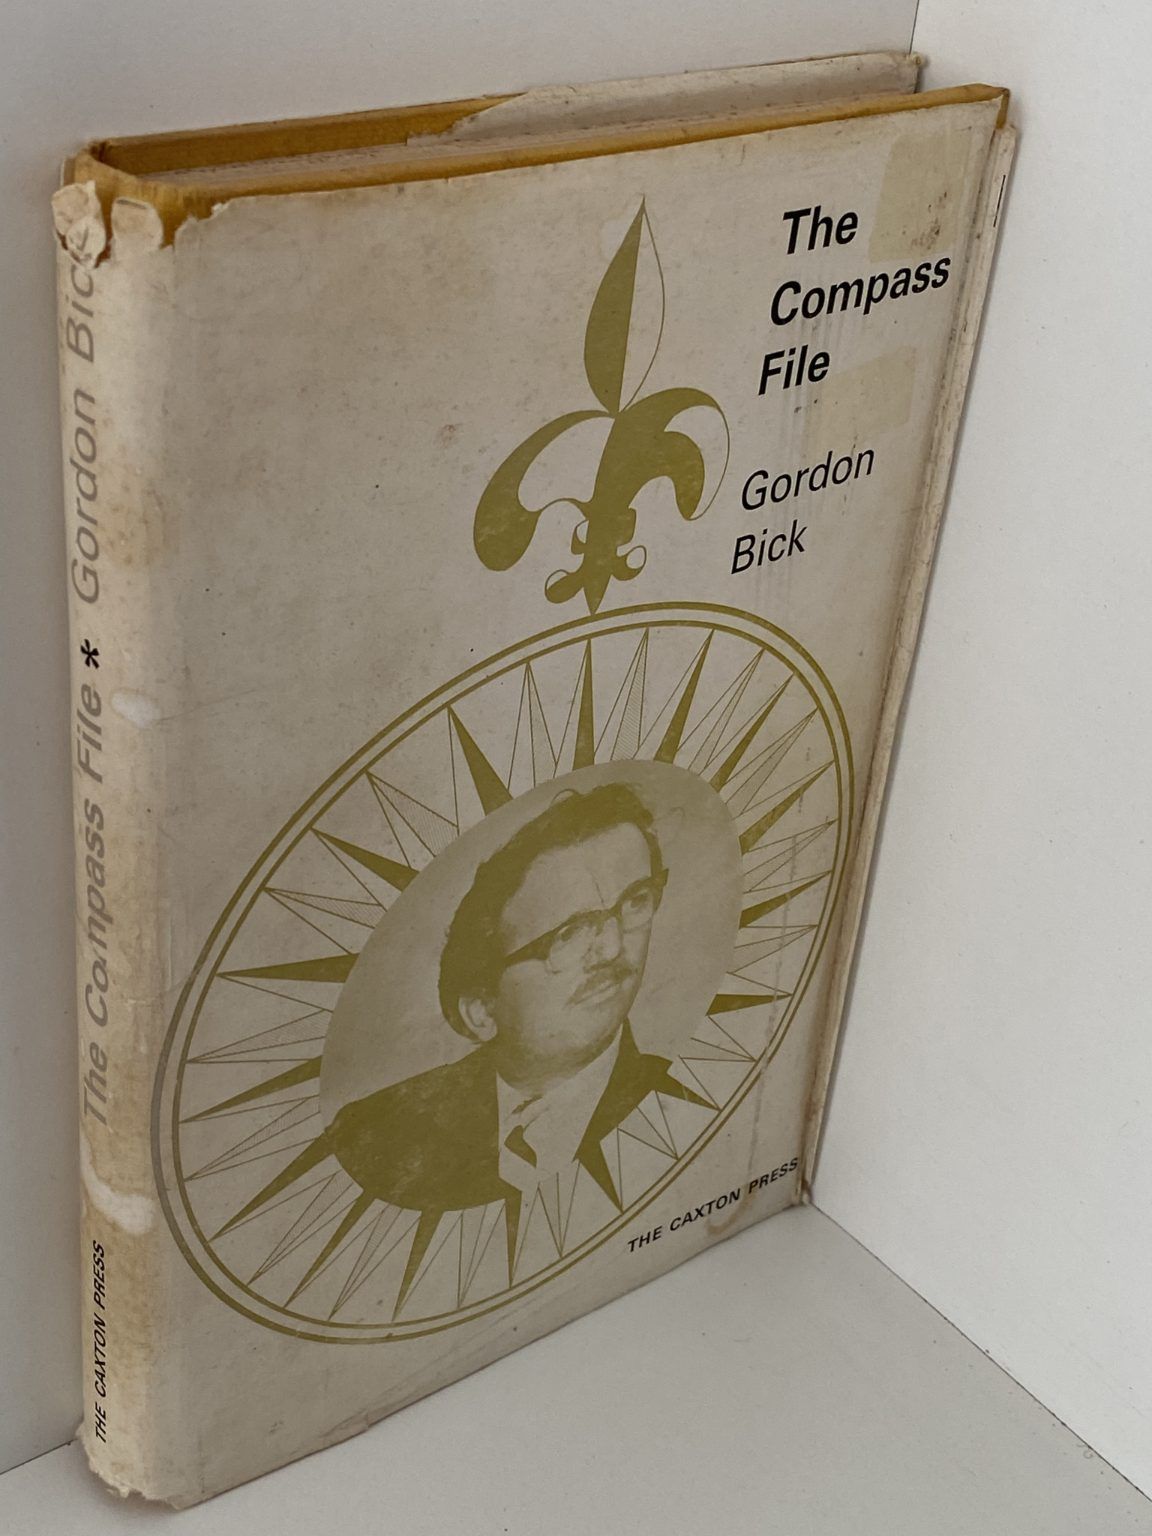 The
Compass
File
Gordon
Bick
THE CAXTON PRESS
The Compass File * Gordon Bick
THE CAXTON PRESS